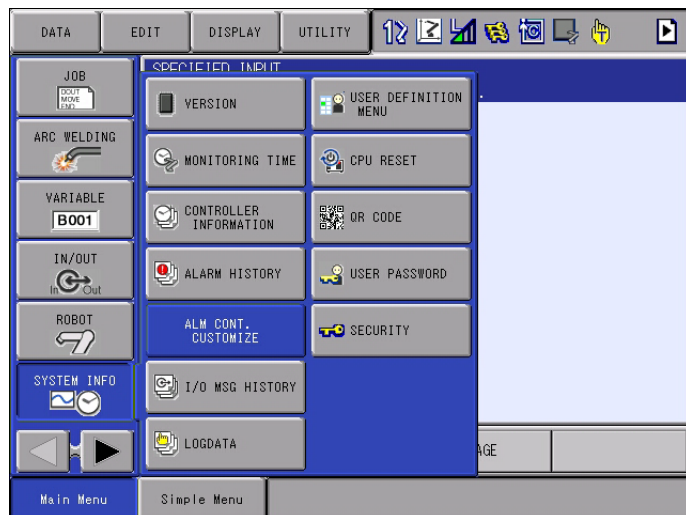 DATA
EDIT
DISPLAY
UTILITY
JOB
DOUT
MOVE
END
ARC WELDING
VARIABLE
B001
IN/OUT
In Out
ROBOT
SYSTEM INFO
SPECIFIED INPUT
VERSION
MONITORING TIME
CONTROLLER
INFORMATION
ALARM HISTORY
ALM CONT.
CUSTOMIZE
I/O MSG HISTORY
LOGDATA
USER DEFINITION
MENU
CPU RESET
QR CODE
USER PASSWORD
SECURITY
AGE
Main Menu
Simple Menu